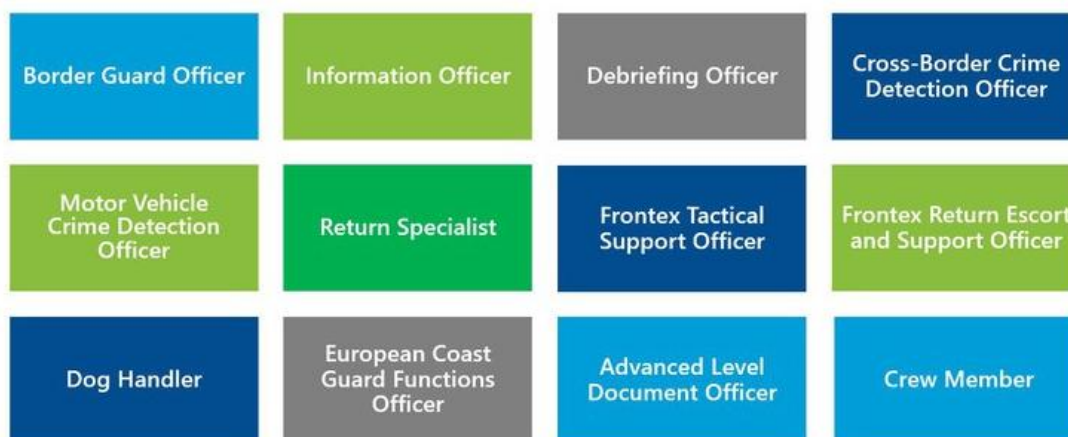 Border Guard Officer
Information Officer
Debriefing Officer
Cross-Border Crime
Detection Officer
Motor Vehicle
Crime Detection
Officer
Return Specialist
Frontex Tactical
Support Officer
Frontex Return Escort
and Support Officer
Dog Handler
European Coast
Guard Functions
Officer
Advanced Level
Document Officer
Crew Member